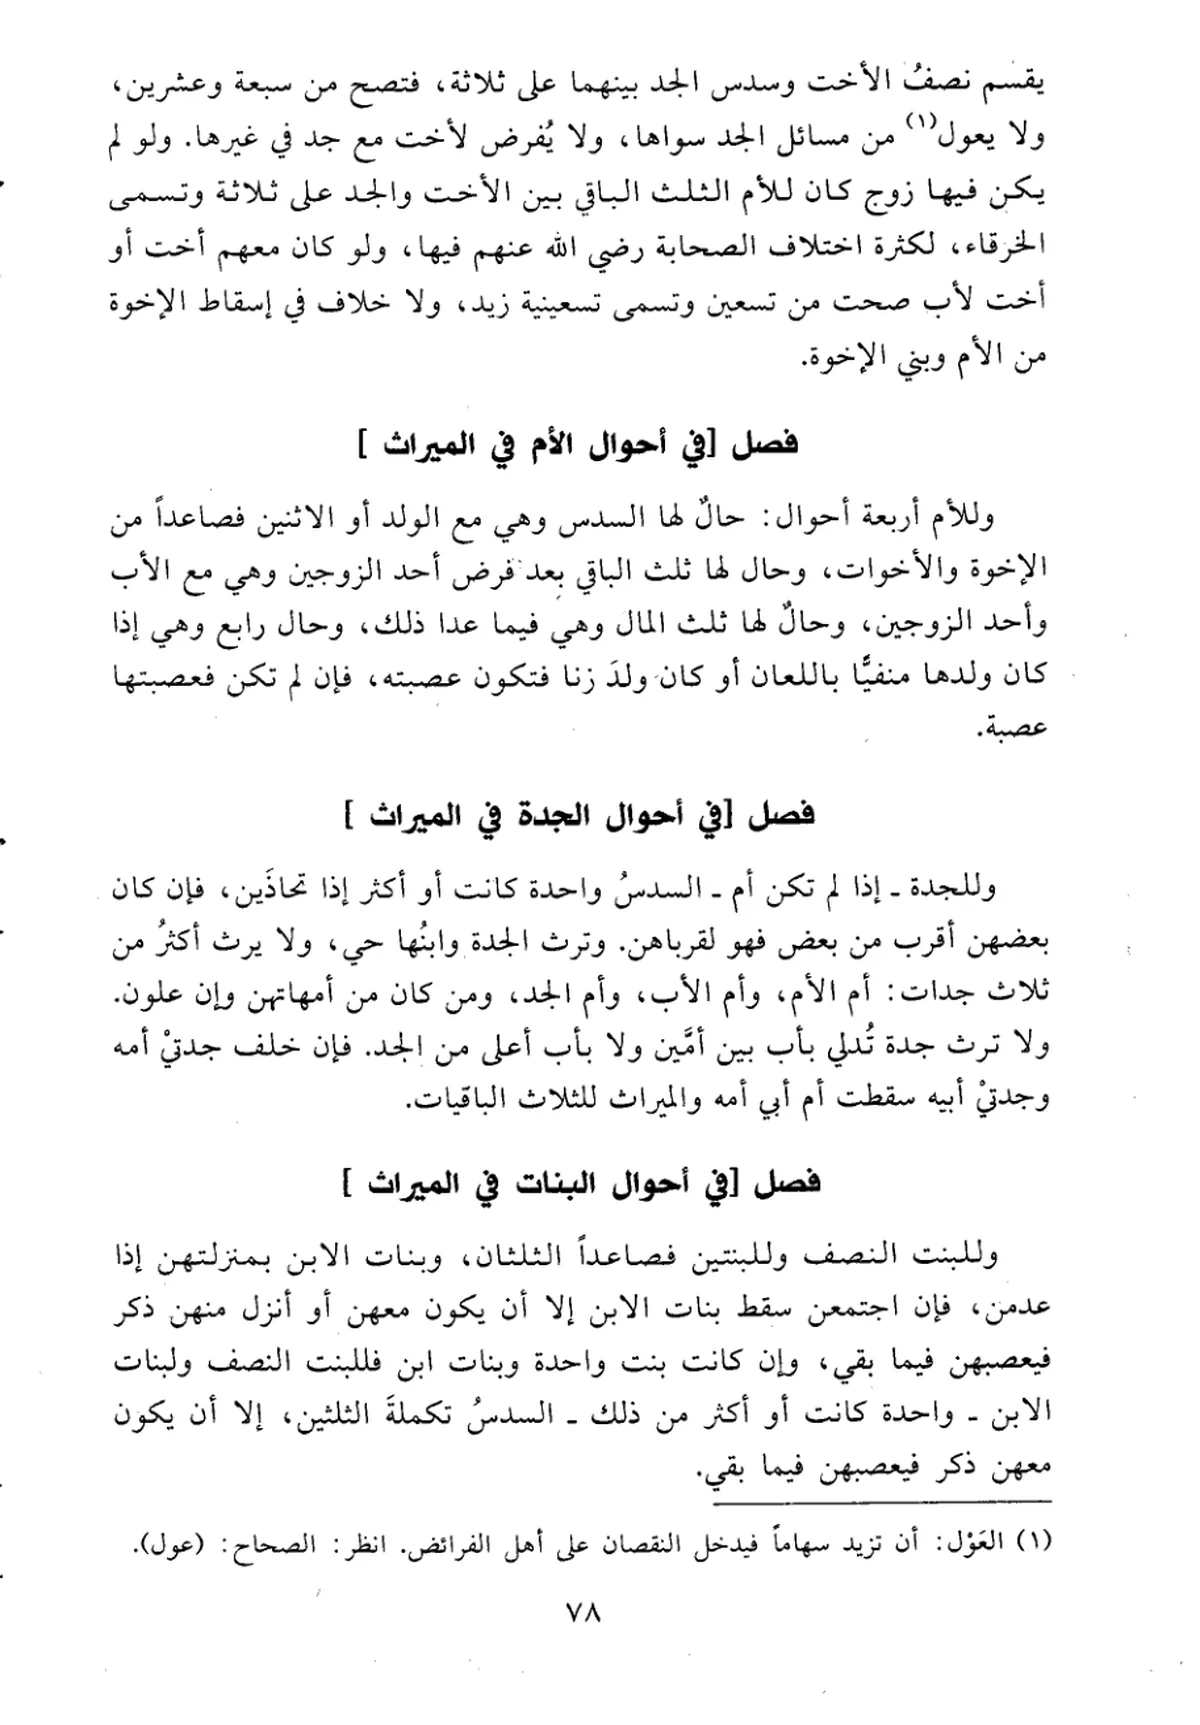 يقسم نصفُ الأخت وسدس الجد بينهما على ثلاثة، فتصح من سبعة وعشرين،
ولا يعول(١) من مسائل الجد سواها، ولا يُفرض لأخت مع جد في غيرها. ولو لم
يكن فيها زوج كان للأم الثلث الباقي بين الأخت والجد على ثلاثة وتسمى
الخرقاء، لكثرة اختلاف الصحابة رضي الله عنهم فيها، ولو كان معهم أخت أو
أخت لأب صحت من تسعين وتسمى تسعينية زيد، ولا خلاف في إسقاط الإخوة
من الأم وبني الإخوة.
فصل [في أحوال الأم في الميراث ]
وللأم أربعة أحوال: حالٌ لها السدس وهي مع الولد أو الاثنين فصاعداً من
الإخوة والأخوات، وحال لها ثلث الباقي بعد فرض أحد الزوجين وهي مع الأب
وأحد الزوجين، وحالٌ لها ثلث المال وهي فيما عدا ذلك، وحال رابع وهي إذا
كان ولدها منفيًّا باللعان أو كان ولدَ زنا فتكون عصبته، فإن لم تكن فعصبتها
عصبة.
فصل [في أحوال الجدة في الميراث ]
وللجدة ـ إذا لم تكن أم ـ السدسُ واحدة كانت أو أكثر إذا تحاذَين، فإن كان
بعضهن أقرب من بعض فهو لقرباهن. وترث الجدة وابنُها حي، ولا يرث أكثرُ من
ثلاث جدات: أم الأم، وأم الأب، وأم الجد، ومن كان من أمهاتهن وإن علون.
ولا ترث جدة تُدلي بأب بين أمَّين ولا بأب أعلى من الجد. فإن خلف جدتيْ أمه
وجدتيْ أبيه سقطت أم أبي أمه والميراث للثلاث الباقيات.
فصل [في أحوال البنات في الميراث ]
وللبنت النصف وللبنتين فصاعداً الثلثان، وبنات الابن بمنزلتهن إذا
عدمن، فإن اجتمعن سقط بنات الابن إلا أن يكون معهن أو أنزل منهن ذكر
فيعصبهن فيما بقي، وإن كانت بنت واحدة وبنات ابن فللبنت النصف ولبنات
الابن ـ واحدة كانت أو أكثر من ذلك ـ السدسُ تكملةَ الثلثين، إلا أن يكون
معهن ذكر فيعصبهن فيما بقي.
(١) العَوْل: أن تزيد سهاماً فيدخل النقصان على أهل الفرائض. انظر: الصحاح: (عول).
٧٨